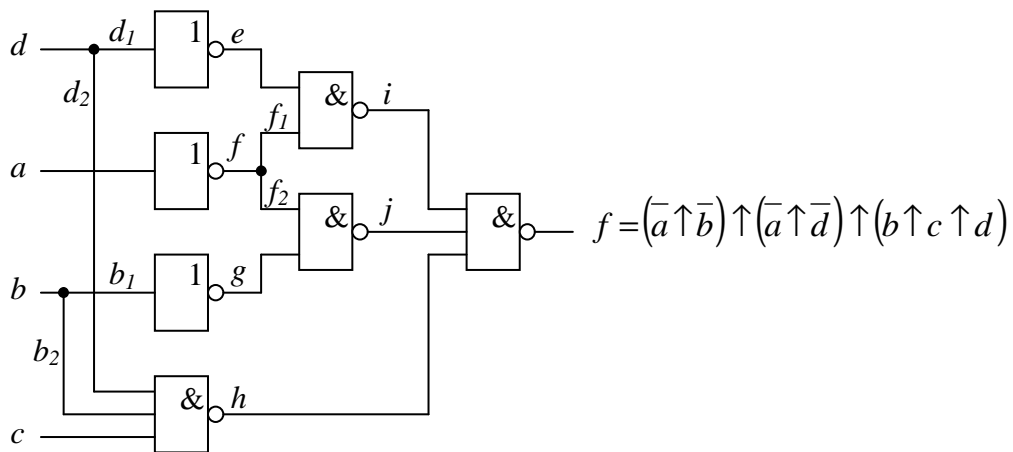 d d₁ 1 e
d₂ & i
f₁
a 1 f
f₂ & j & f = (a̅ ↑ b̅) ↑ (a̅ ↑ d̅) ↑ (b ↑ c ↑ d)
b b₁ 1 g
b₂
& h
c